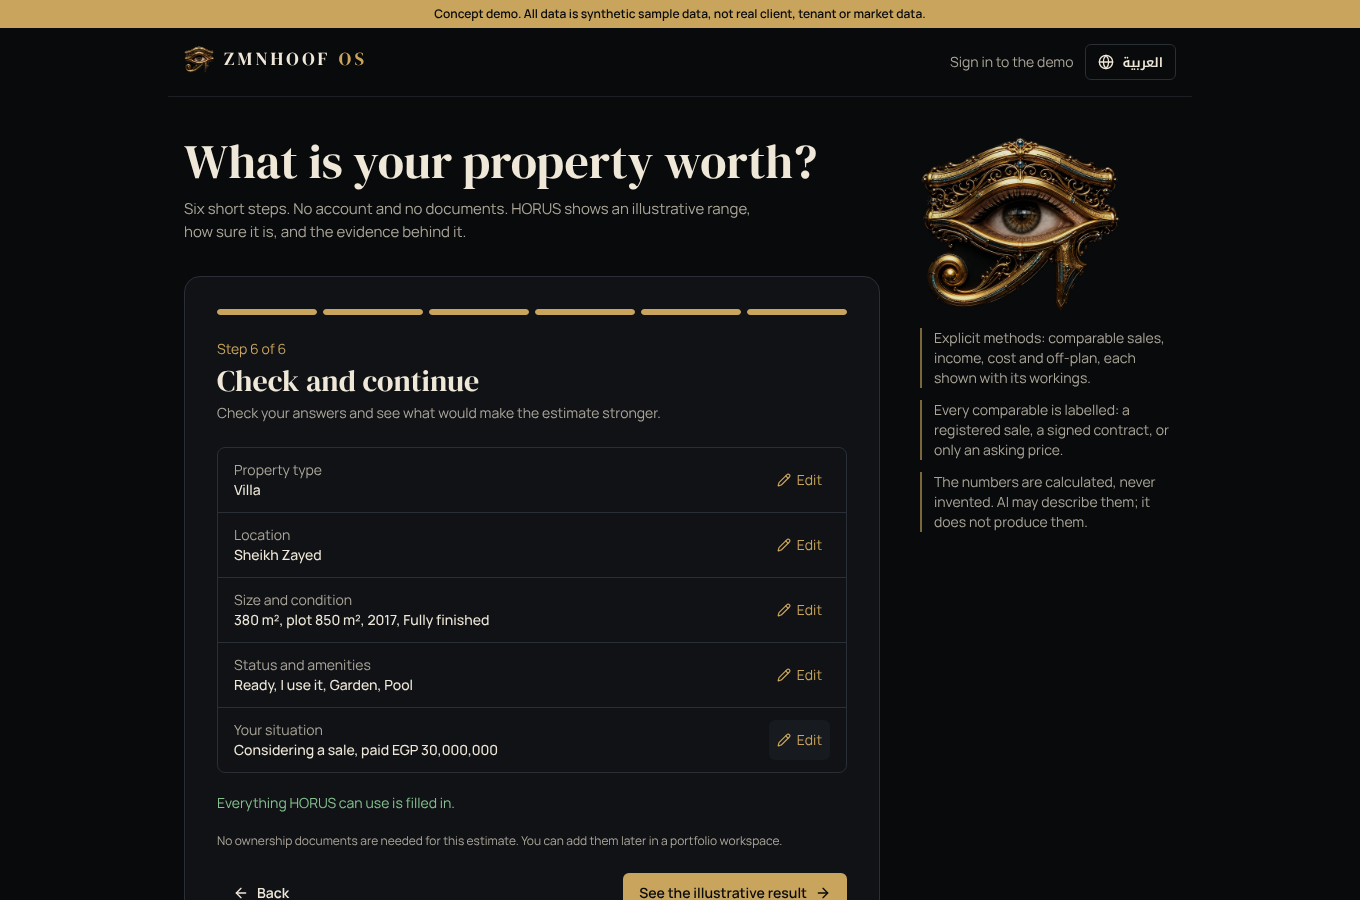 Concept demo. All data is synthetic sample data, not real client, tenant or market data.
ZMNHOOF OS
Sign in to the demo
العربية
What is your property worth?
Six short steps. No account and no documents. HORUS shows an illustrative range,
how sure it is, and the evidence behind it.
Step 6 of 6
Check and continue
Check your answers and see what would make the estimate stronger.
Property type
Villa
Edit
Location
Sheikh Zayed
Edit
Size and condition
380 m², plot 850 m², 2017, Fully finished
Edit
Status and amenities
Ready, I use it, Garden, Pool
Edit
Your situation
Considering a sale, paid EGP 30,000,000
Edit
Everything HORUS can use is filled in.
No ownership documents are needed for this estimate. You can add them later in a portfolio workspace.
Back
See the illustrative result
Explicit methods: comparable sales,
income, cost and off-plan, each
shown with its workings.
Every comparable is labelled: a
registered sale, a signed contract, or
only an asking price.
The numbers are calculated, never
invented. AI may describe them; it
does not produce them.